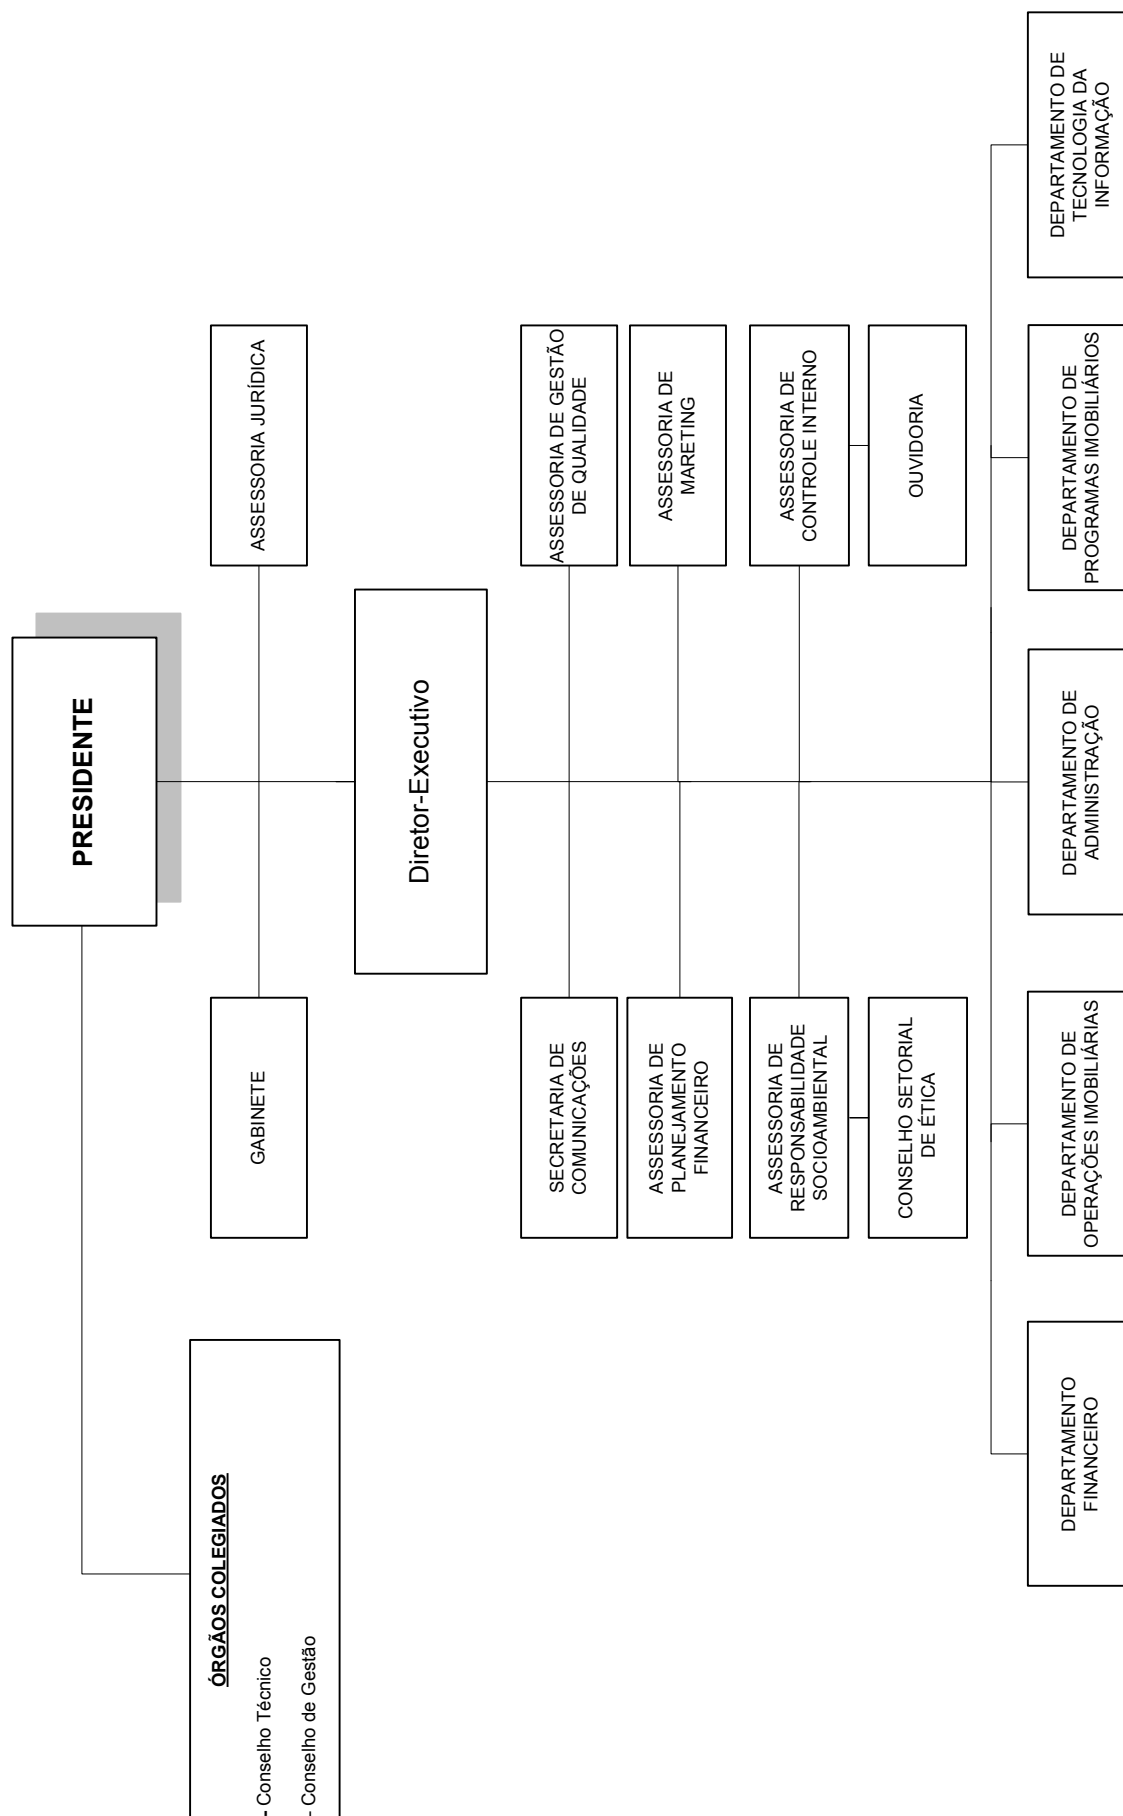 PRESIDENTE
ÓRGÃOS COLEGIADOS
- Conselho Técnico
- Conselho de Gestão
GABINETE
ASSESSORIA JURÍDICA
Diretor-Executivo
SECRETARIA DE
COMUNICAÇÕES
ASSESSORIA DE GESTÃO
DE QUALIDADE
ASSESSORIA DE
PLANEJAMENTO
FINANCEIRO
ASSESSORIA DE
MARETING
ASSESSORIA DE
RESPONSABILIDADE
SOCIOAMBIENTAL
ASSESSORIA DE
CONTROLE INTERNO
CONSELHO SETORIAL
DE ÉTICA
OUVIDORIA
DEPARTAMENTO
FINANCEIRO
DEPARTAMENTO DE
OPERAÇÕES IMOBILIÁRIAS
DEPARTAMENTO DE
ADMINISTRAÇÃO
DEPARTAMENTO DE
PROGRAMAS IMOBILIÁRIOS
DEPARTAMENTO DE
TECNOLOGIA DA
INFORMAÇÃO